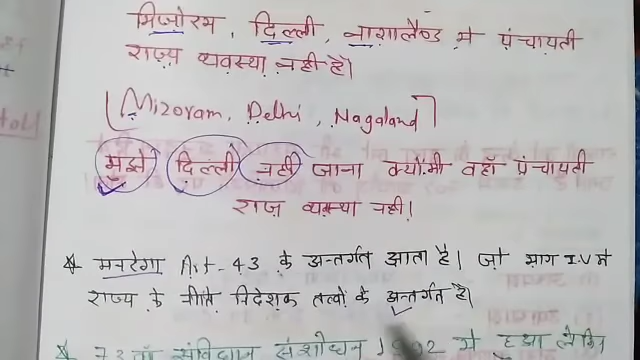 मिजोरम, दिल्ली, नागालैण्ड मे पंचायती
राज्य व्यवस्था नही है।
[Mizoram, Delhi, Nagaland]
मुझे दिल्ली नही जाना क्योंमी वहाँ पंचायती
राज व्यवस्था नही।
* मनरेगा Art-43 के अन्तर्गत आता है। जो भाग IV मे
राज्य के नीति निदेशक तत्वो के अन्तर्गत है।
* 73 वाँ संविधान संशोधन 1992 मे हुआ